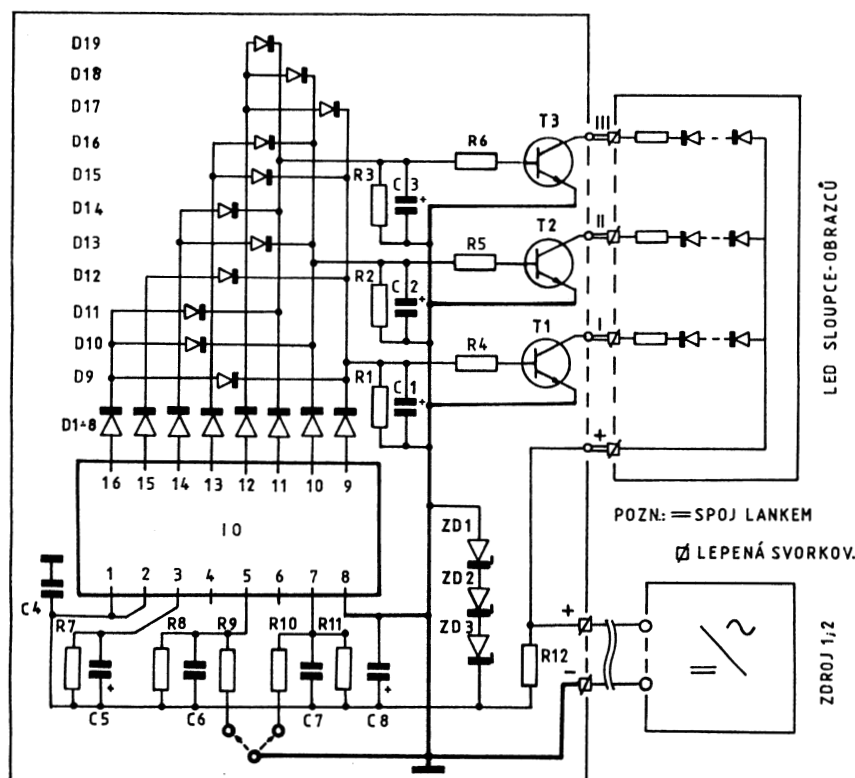 D19
D18
D17
D16
D15
D14
D13
D12
D11
D10
D9
D1÷8
T3
III
R6
R3
C3
+
T2
II
R5
R2
C2
+
T1
I
R4
R1
C1
+
+
LED SLOUPCE-OBRAZCŮ
16 15 14 13 12 11 10 9
IO
1 2 3 4 5 6 7 8
C4
R7
C5
+
R8
C6
R9
R10
C7
R11
C8
+
ZD1
ZD2
ZD3
R12
POZN.: = SPOJ LANKEM
LEPENÁ SVORKOV.
+
−
= / ~
ZDROJ 1,2